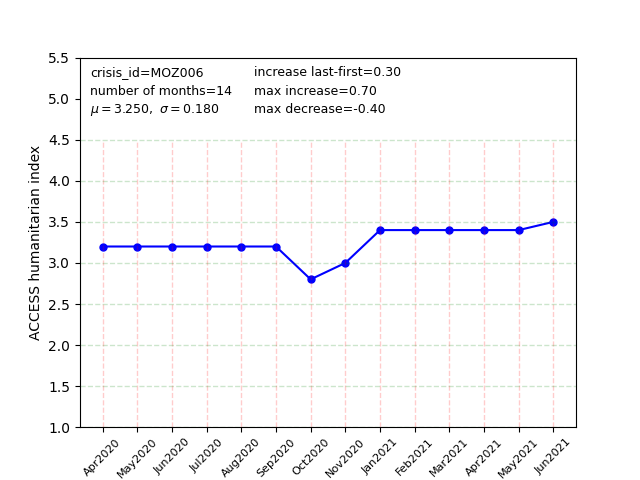 crisis_id=MOZ006
number of months=14
μ = 3.250, σ = 0.180
increase last-first=0.30
max increase=0.70
max decrease=-0.40
ACCESS humanitarian index
5.5
5.0
4.5
4.0
3.5
3.0
2.5
2.0
1.5
1.0
Apr2020
May2020
Jun2020
Jul2020
Aug2020
Sep2020
Oct2020
Nov2020
Jan2021
Feb2021
Mar2021
Apr2021
May2021
Jun2021